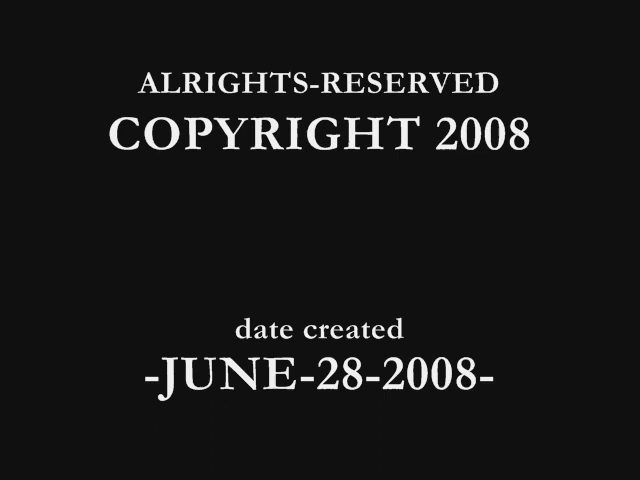 ALRIGHTS-RESERVED
COPYRIGHT 2008
date created
-JUNE-28-2008-